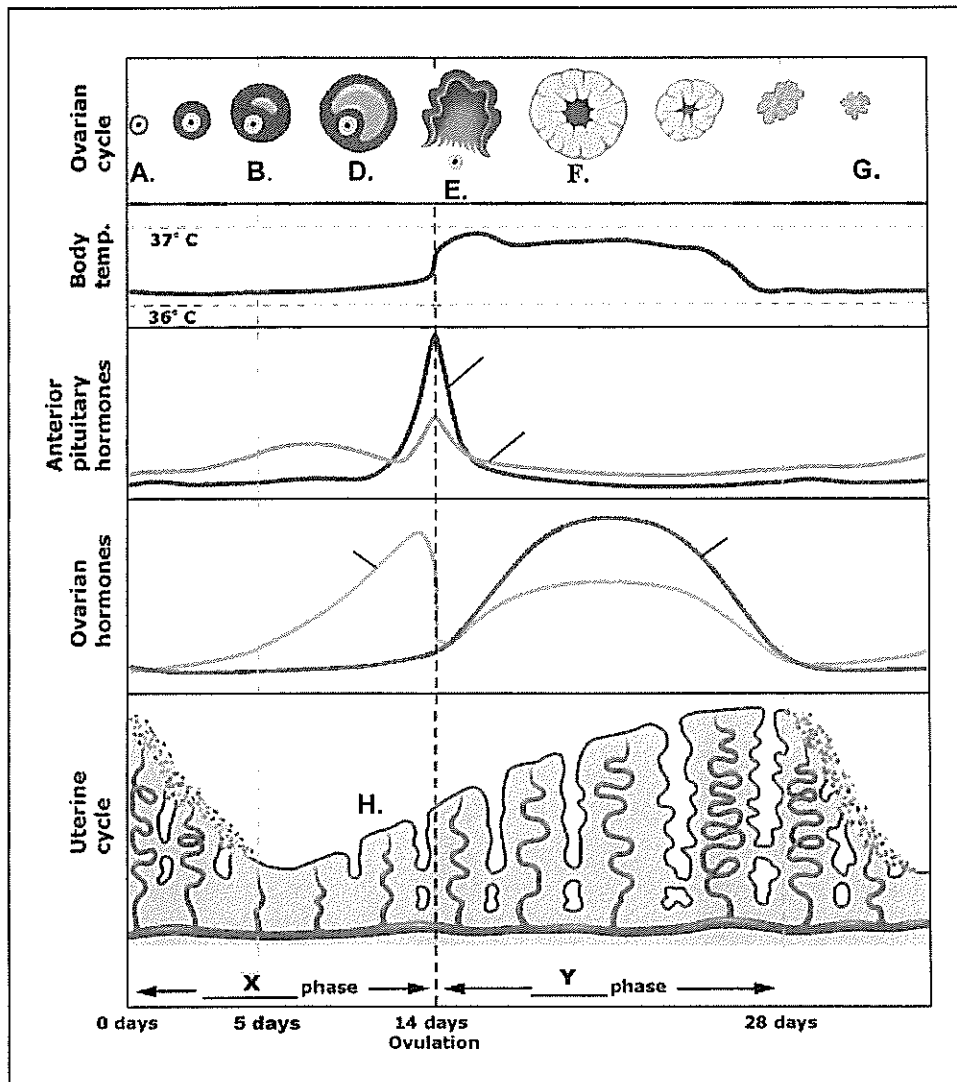 Ovarian
cycle
A.
B.
D.
E.
F.
G.
Body
temp.
37° C
36° C
Anterior
pituitary
hormones
Ovarian
hormones
Uterine
cycle
H.
X phase
Y phase
0 days
5 days
14 days
Ovulation
28 days